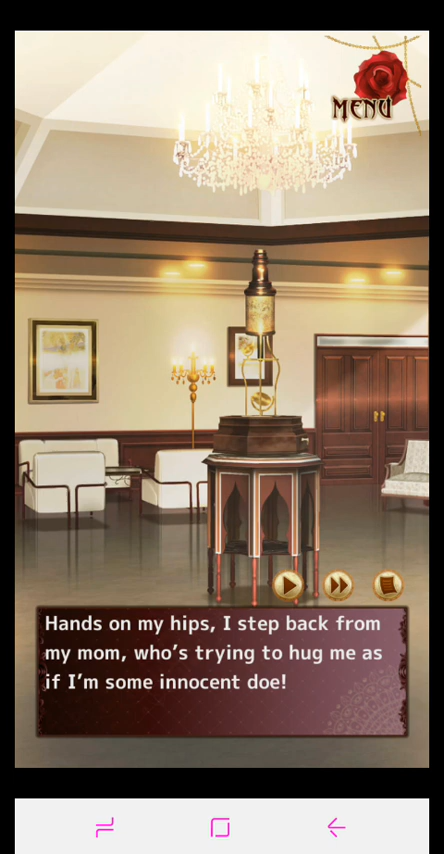 MENU
Hands on my hips, I step back from
my mom, who's trying to hug me as
if I'm some innocent doe!